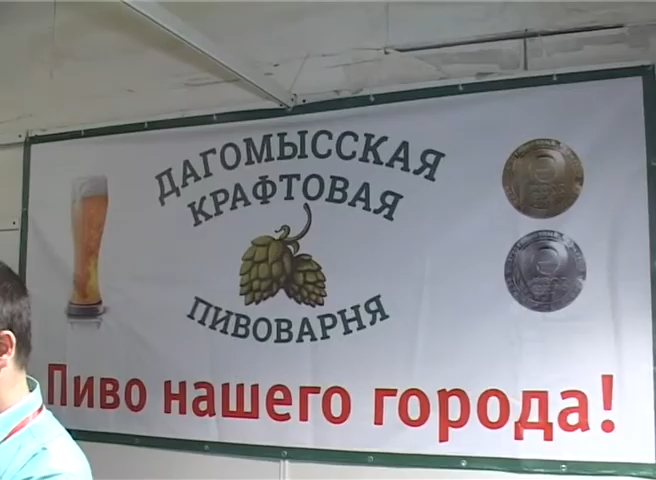 ДАГОМЫССКАЯ
КРАФТОВАЯ
ПИВОВАРНЯ
Пиво нашего города!